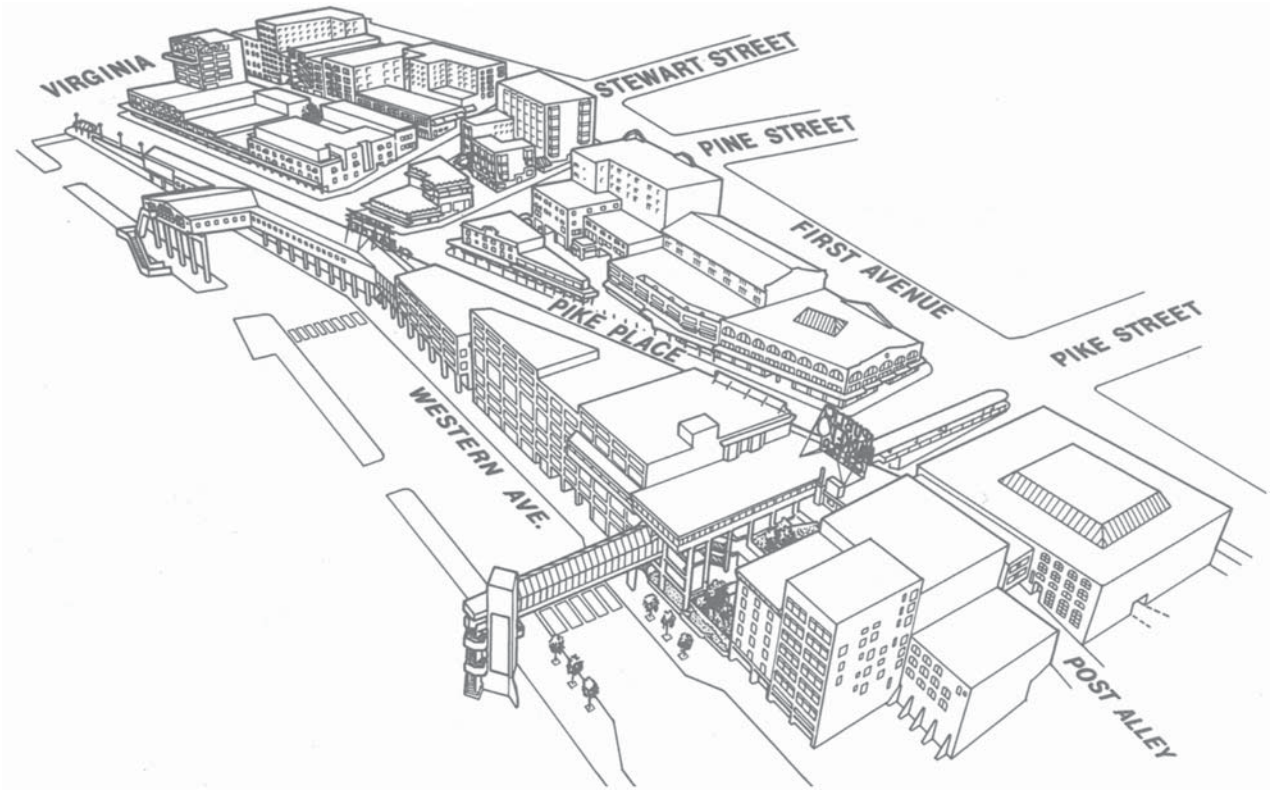 VIRGINIA
STEWART STREET
PINE STREET
FIRST AVENUE
PIKE STREET
PIKE PLACE
WESTERN AVE.
POST ALLEY